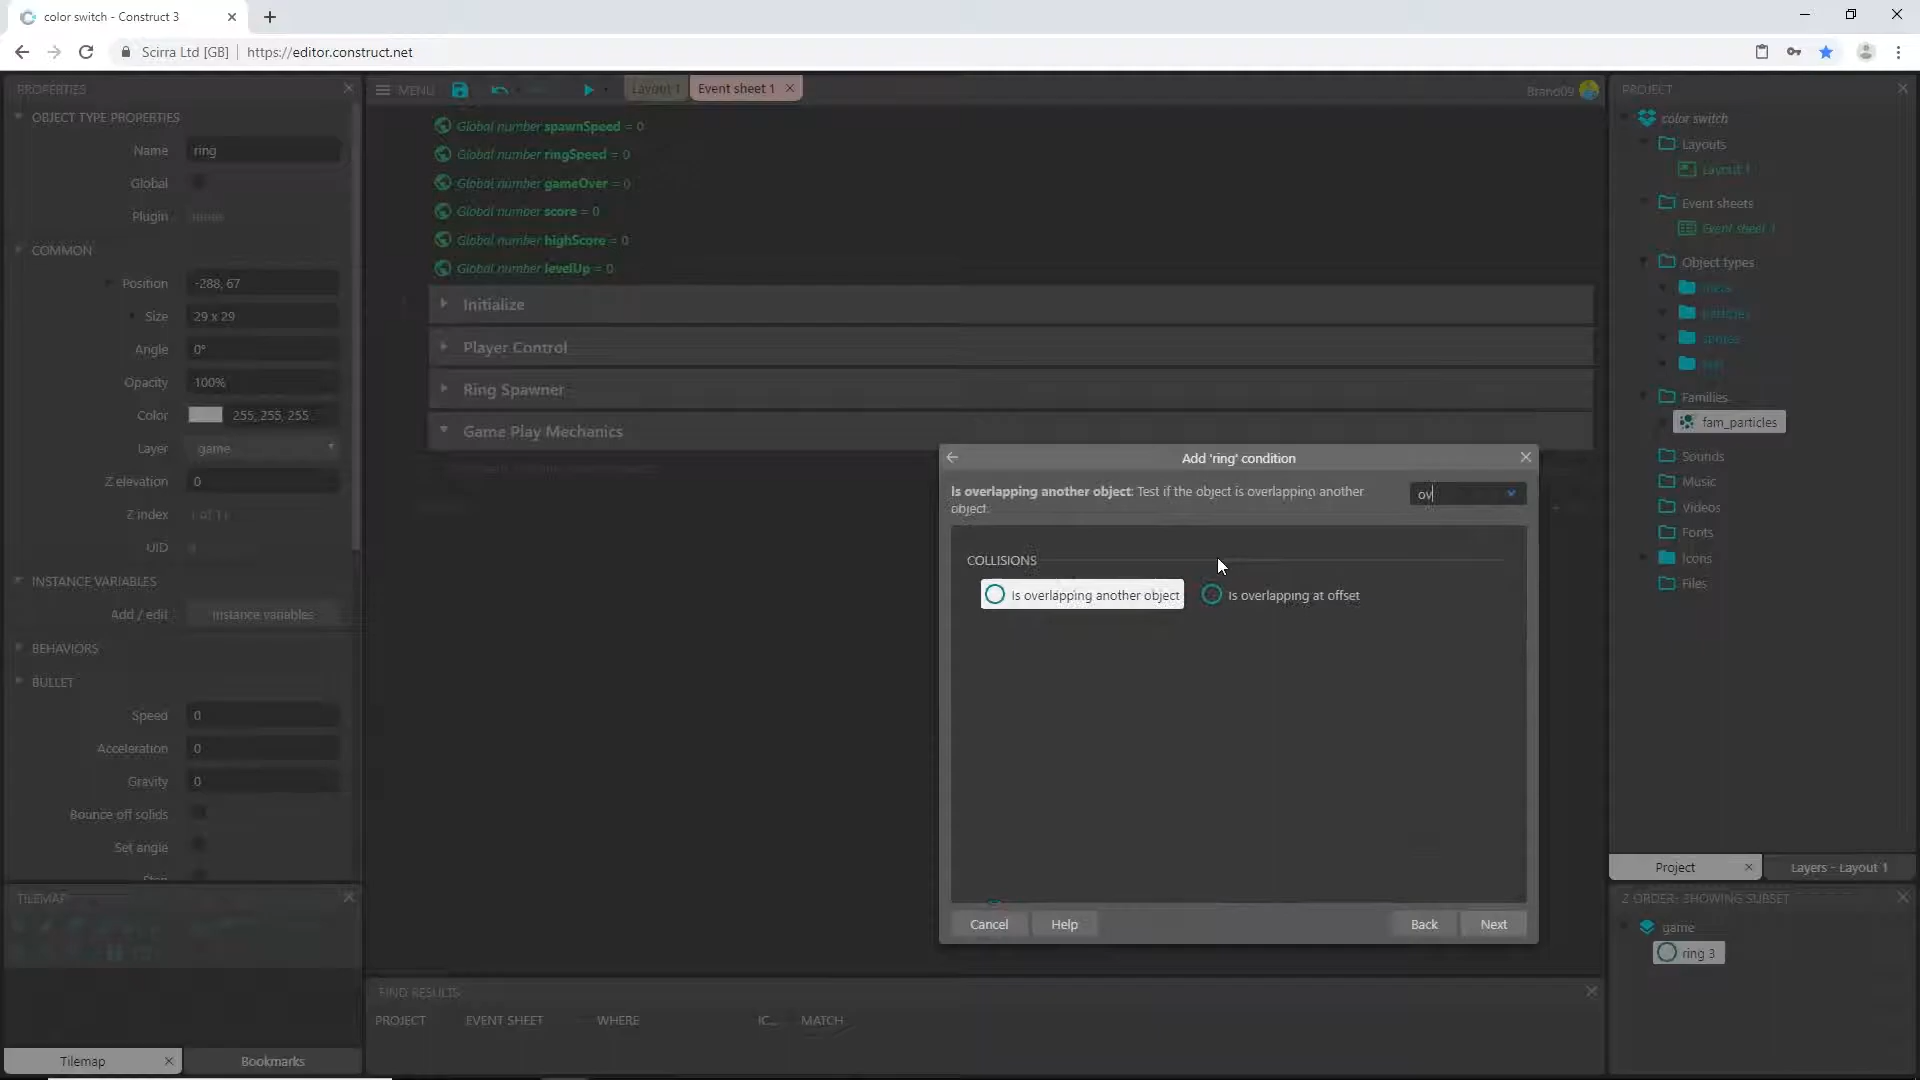 color switch - Construct 3
Scirra Ltd [GB]
https://editor.construct.net
PROPERTIES
OBJECT TYPE PROPERTIES
Name
ring
Global
Plugin
COMMON
Position
-288, 67
Size
29 x 29
Angle
0°
Opacity
100%
Color
255, 255, 255...
Layer
game
Z elevation
0
Z index
UID
INSTANCE VARIABLES
Add / edit
Instance variables
BEHAVIORS
BULLET
Speed
0
Acceleration
0
Gravity
0
Bounce off solids
Set angle
TILEMAP
Tilemap
Bookmarks
MENU
Layout 1
Event sheet 1
Brano09
Global number spawnSpeed = 0
Global number ringSpeed = 0
Global number gameOver = 0
Global number score = 0
Global number highScore = 0
Global number levelUp = 0
Initialize
Player Control
Ring Spawner
Game Play Mechanics
Add 'ring' condition
Is overlapping another object: Test if the object is overlapping another
object.
ov
COLLISIONS
Is overlapping another object
Is overlapping at offset
Cancel
Help
Back
Next
FIND RESULTS
PROJECT
EVENT SHEET
WHERE
IC...
MATCH
PROJECT
color switch
Layouts
Layout 1
Event sheets
Event sheet 1
Object types
particles
sprites
Families
fam_particles
Sounds
Music
Videos
Fonts
Icons
Files
Project
Layers - Layout 1
Z ORDER - SHOWING SUBSET
game
ring 3